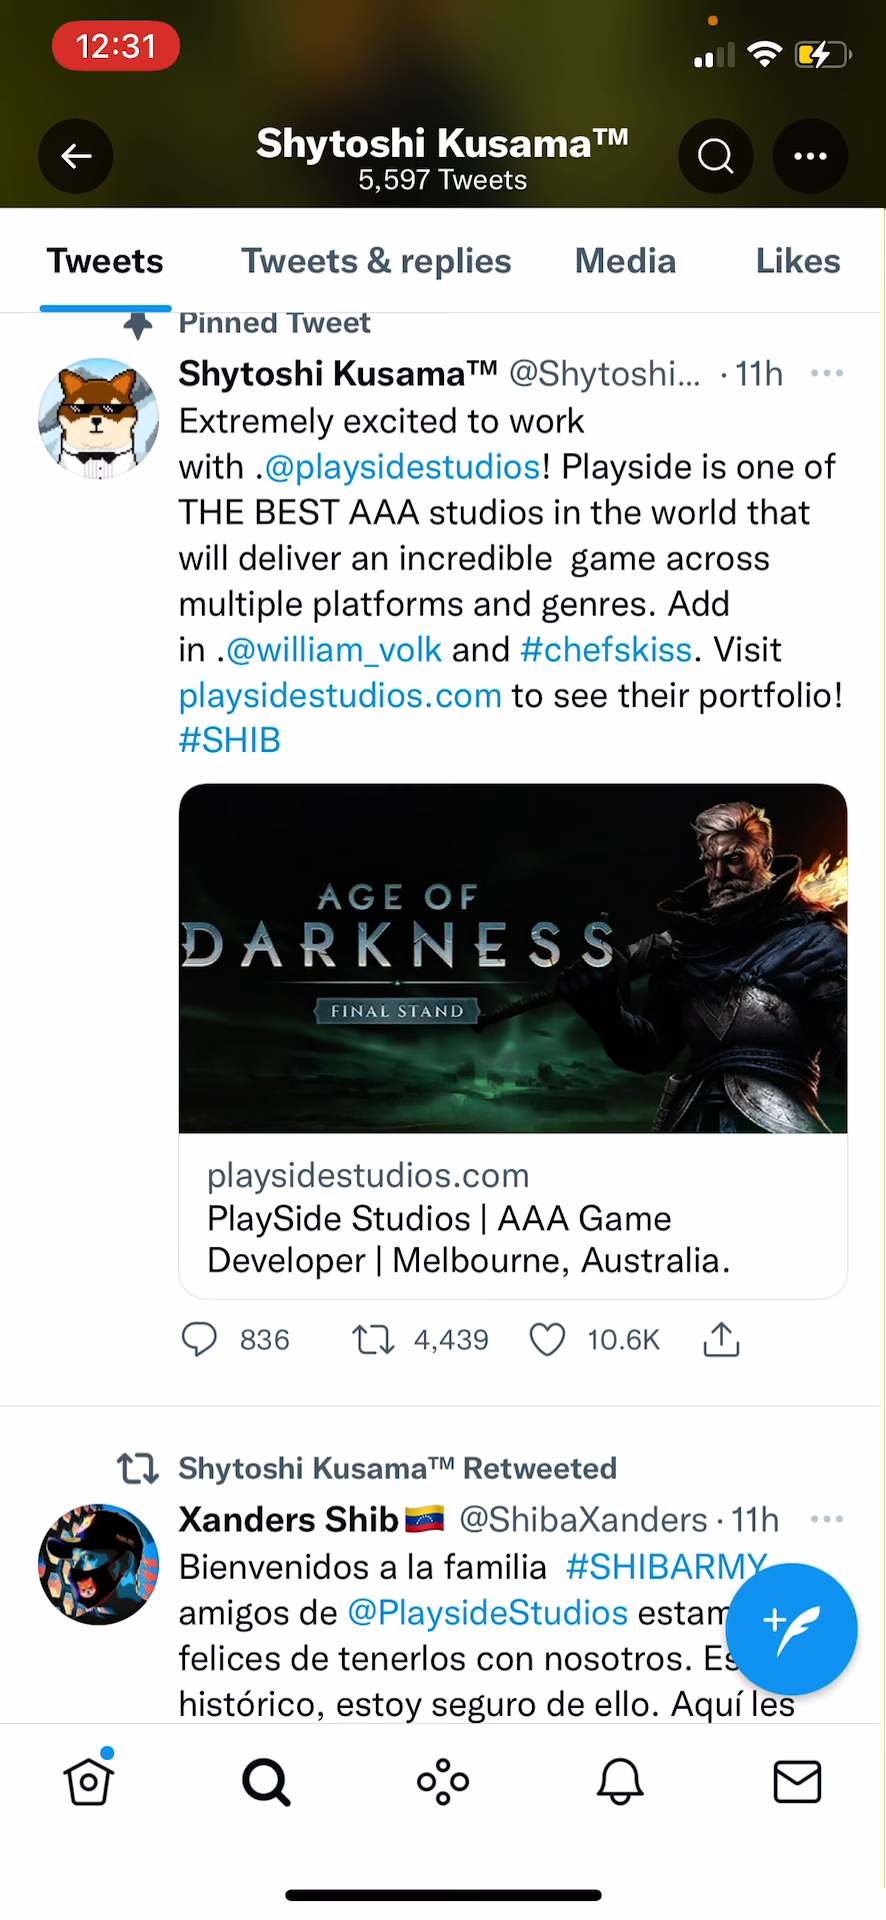 12:31
Shytoshi Kusama™
5,597 Tweets
Tweets Tweets & replies Media Likes
Pinned Tweet
Shytoshi Kusama™ @Shytoshi... · 11h
Extremely excited to work
with .@playsidestudios! Playside is one of
THE BEST AAA studios in the world that
will deliver an incredible game across
multiple platforms and genres. Add
in .@william_volk and #chefskiss. Visit
playsidestudios.com to see their portfolio!
#SHIB
AGE OF
DARKNESS
FINAL STAND
playsidestudios.com
PlaySide Studios | AAA Game
Developer | Melbourne, Australia.
836 4,439 10.6K
Shytoshi Kusama™ Retweeted
Xanders Shib🇻🇪 @ShibaXanders · 11h
Bienvenidos a la familia #SHIBARMY
amigos de @PlaysideStudios estam
felices de tenerlos con nosotros. Es
histórico, estoy seguro de ello. Aquí les